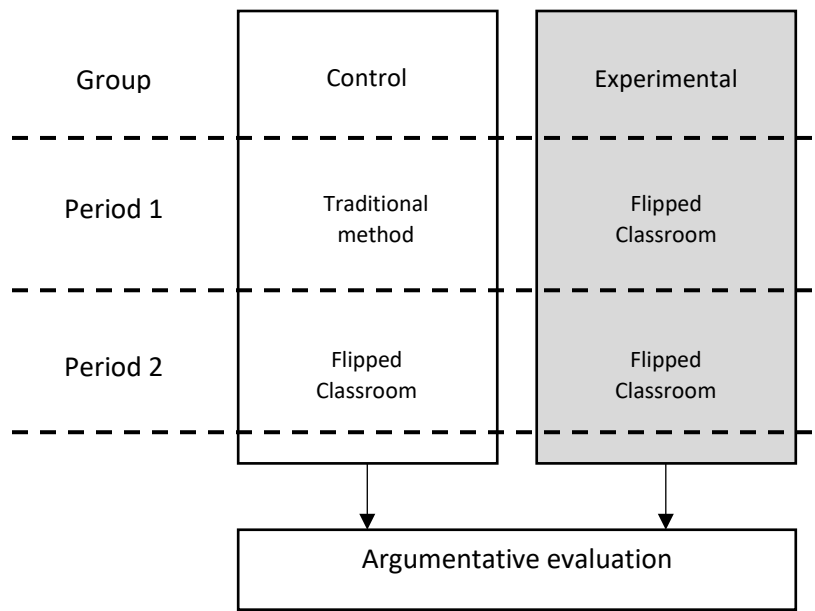 Group
Control
Experimental
Period 1
Traditional
method
Flipped
Classroom
Period 2
Flipped
Classroom
Flipped
Classroom
Argumentative evaluation